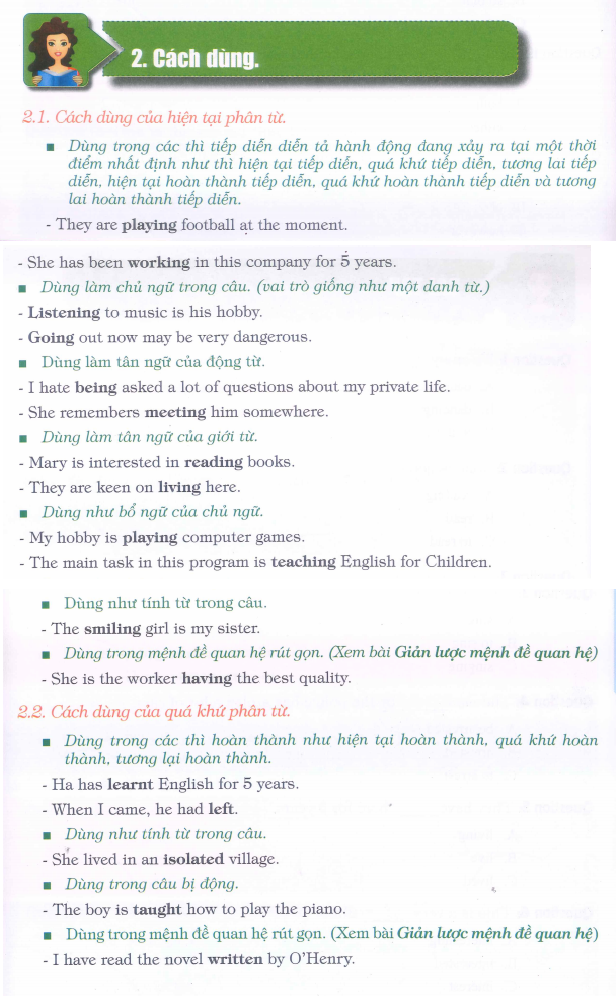 2. Cách dùng.
2.1. Cách dùng của hiện tại phân từ.
■ Dùng trong các thì tiếp diễn diễn tả hành động đang xảy ra tại một thời
điểm nhất định như thì hiện tại tiếp diễn, quá khứ tiếp diễn, tương lai tiếp
diễn, hiện tại hoàn thành tiếp diễn, quá khứ hoàn thành tiếp diễn và tương
lai hoàn thành tiếp diễn.
- They are playing football at the moment.
- She has been working in this company for 5 years.
■ Dùng làm chủ ngữ trong câu. (vai trò giống như một danh từ.)
- Listening to music is his hobby.
- Going out now may be very dangerous.
■ Dùng làm tân ngữ của động từ.
- I hate being asked a lot of questions about my private life.
- She remembers meeting him somewhere.
■ Dùng làm tân ngữ của giới từ.
- Mary is interested in reading books.
- They are keen on living here.
■ Dùng như bổ ngữ của chủ ngữ.
- My hobby is playing computer games.
- The main task in this program is teaching English for Children.
■ Dùng như tính từ trong câu.
- The smiling girl is my sister.
■ Dùng trong mệnh đề quan hệ rút gọn. (Xem bài Giản lược mệnh đề quan hệ)
- She is the worker having the best quality.
2.2. Cách dùng của quá khứ phân từ.
■ Dùng trong các thì hoàn thành như hiện tại hoàn thành, quá khứ hoàn
thành, tương lại hoàn thành.
- Ha has learnt English for 5 years.
- When I came, he had left.
■ Dùng như tính từ trong câu.
- She lived in an isolated village.
■ Dùng trong câu bị động.
- The boy is taught how to play the piano.
■ Dùng trong mệnh đề quan hệ rút gọn. (Xem bài Giản lược mệnh đề quan hệ)
- I have read the novel written by O'Henry.